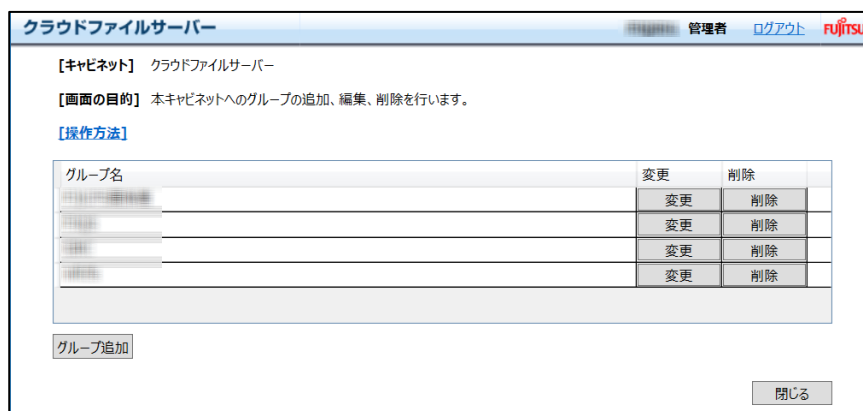 クラウドファイルサーバー 管理者 ログアウト FUJITSU
[キャビネット] クラウドファイルサーバー
[画面の目的] 本キャビネットへのグループの追加、編集、削除を行います。
[操作方法]
グループ名 変更 削除
変更 削除
変更 削除
変更 削除
変更 削除
グループ追加
閉じる